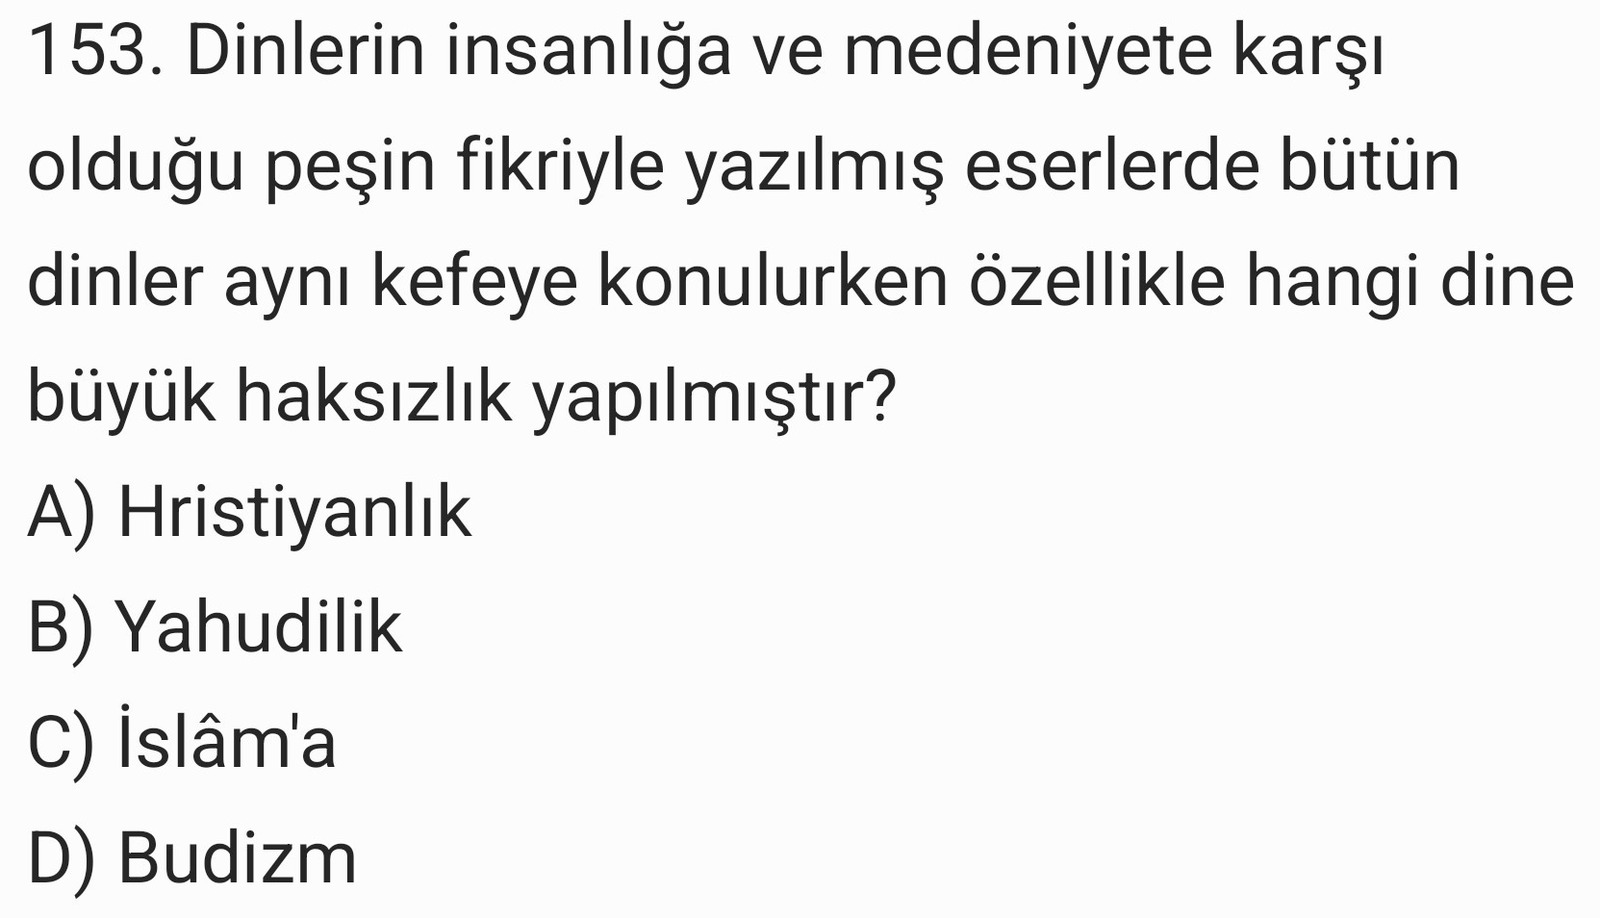 153. Dinlerin insanlığa ve medeniyete karşı
olduğu peşin fikriyle yazılmış eserlerde bütün
dinler aynı kefeye konulurken özellikle hangi dine
büyük haksızlık yapılmıştır?
A) Hristiyanlık
B) Yahudilik
C) İslâm'a
D) Budizm